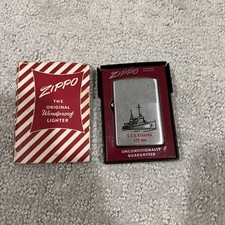 ZIPPO
THE
ORIGINAL
Windproof
LIGHTER
ZIPPO
UNCONDITIONALLY
GUARANTEED